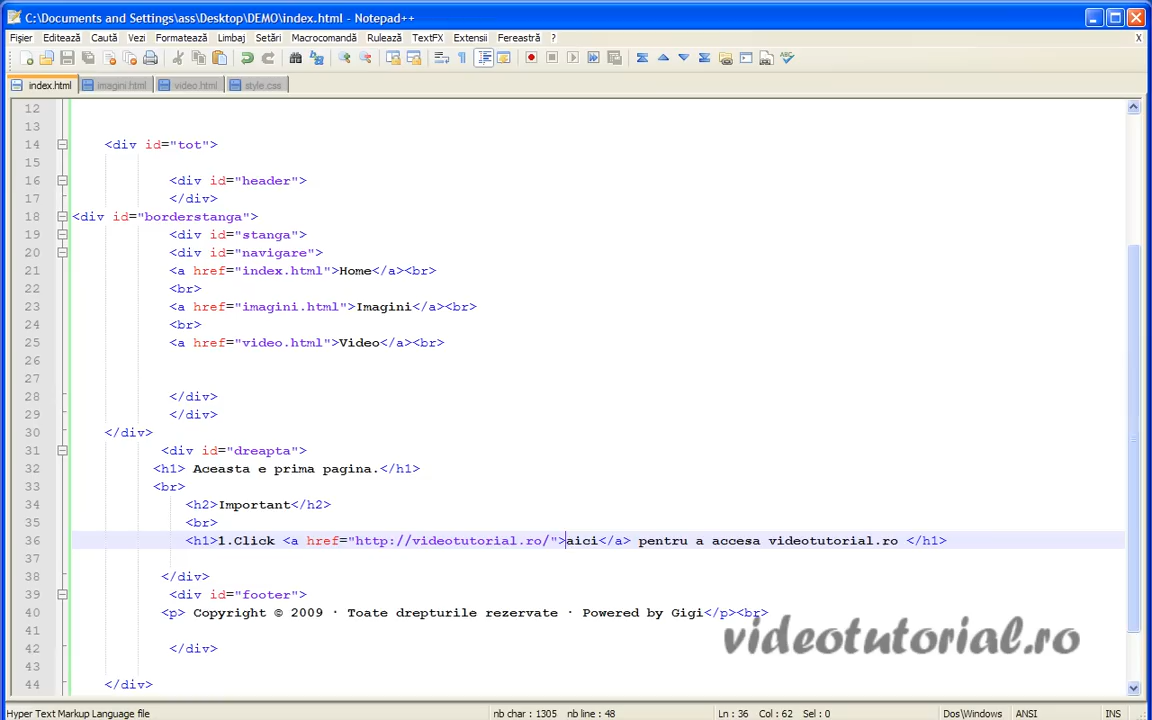 C:\Documents and Settings\ass\Desktop\DEMO\index.html - Notepad++
Fișier Editează Caută Vezi Formatează Limbaj Setări Macrocomandă Rulează TextFX Extensii Fereastră ? X
index.html imagini.html video.html style.css
12
13
14 <div id="tot">
15
16 <div id="header">
17 </div>
18 <div id="borderstanga">
19 <div id="stanga">
20 <div id="navigare">
21 <a href="index.html">Home</a><br>
22 <br>
23 <a href="imagini.html">Imagini</a><br>
24 <br>
25 <a href="video.html">Video</a><br>
26
27
28 </div>
29 </div>
30 </div>
31 <div id="dreapta">
32 <h1> Aceasta e prima pagina.</h1>
33 <br>
34 <h2>Important</h2>
35 <br>
36 <h1>1.Click <a href="http://videotutorial.ro/">aici</a> pentru a accesa videotutorial.ro </h1>
37
38 </div>
39 <div id="footer">
40 <p> Copyright © 2009 · Toate drepturile rezervate · Powered by Gigi</p><br>
41
42 </div>
43
44 </div>
videotutorial.ro
Hyper Text Markup Language file nb char : 1305 nb line : 48 Ln : 36 Col : 62 Sel : 0 Dos\Windows ANSI INS